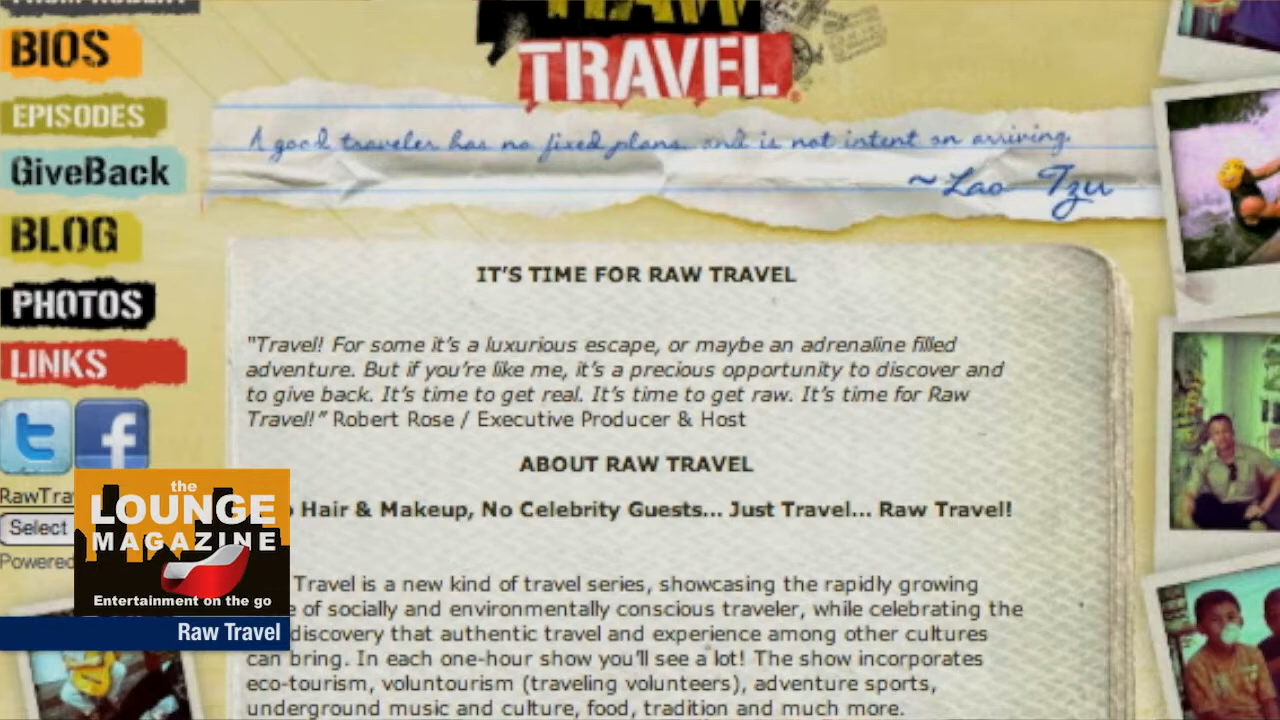 BIOS
EPISODES
GiveBack
BLOG
PHOTOS
LINKS
RAW
TRAVEL
A good traveler has no fixed plans, and is not intent on arriving.
~Lao Tzu
IT'S TIME FOR RAW TRAVEL
"Travel! For some it's a luxurious escape, or maybe an adrenaline filled
adventure. But if you're like me, it's a precious opportunity to discover and
to give back. It's time to get real. It's time to get raw. It's time for Raw
Travel!" Robert Rose / Executive Producer & Host
ABOUT RAW TRAVEL
Hair & Makeup, No Celebrity Guests... Just Travel... Raw Travel!
Travel is a new kind of travel series, showcasing the rapidly growing
of socially and environmentally conscious traveler, while celebrating the
discovery that authentic travel and experience among other cultures
can bring. In each one-hour show you'll see a lot! The show incorporates
eco-tourism, voluntourism (traveling volunteers), adventure sports,
underground music and culture, food, tradition and much more.
Select
Powered
the
LOUNGE
MAGAZINE
Entertainment on the go
Raw Travel